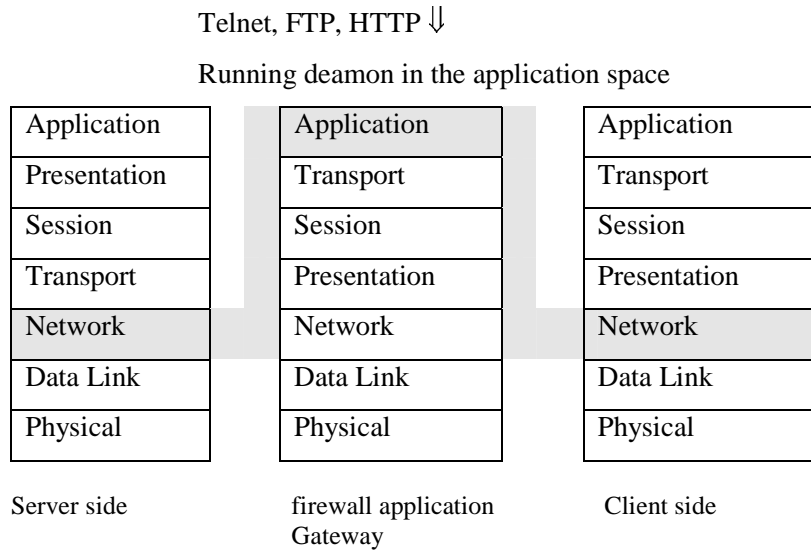 Telnet, FTP, HTTP ⇓
Running deamon in the application space
Application Application Application
Presentation Transport Transport
Session Session Session
Transport Presentation Presentation
Network Network Network
Data Link Data Link Data Link
Physical Physical Physical
Server side firewall application Client side
Gateway